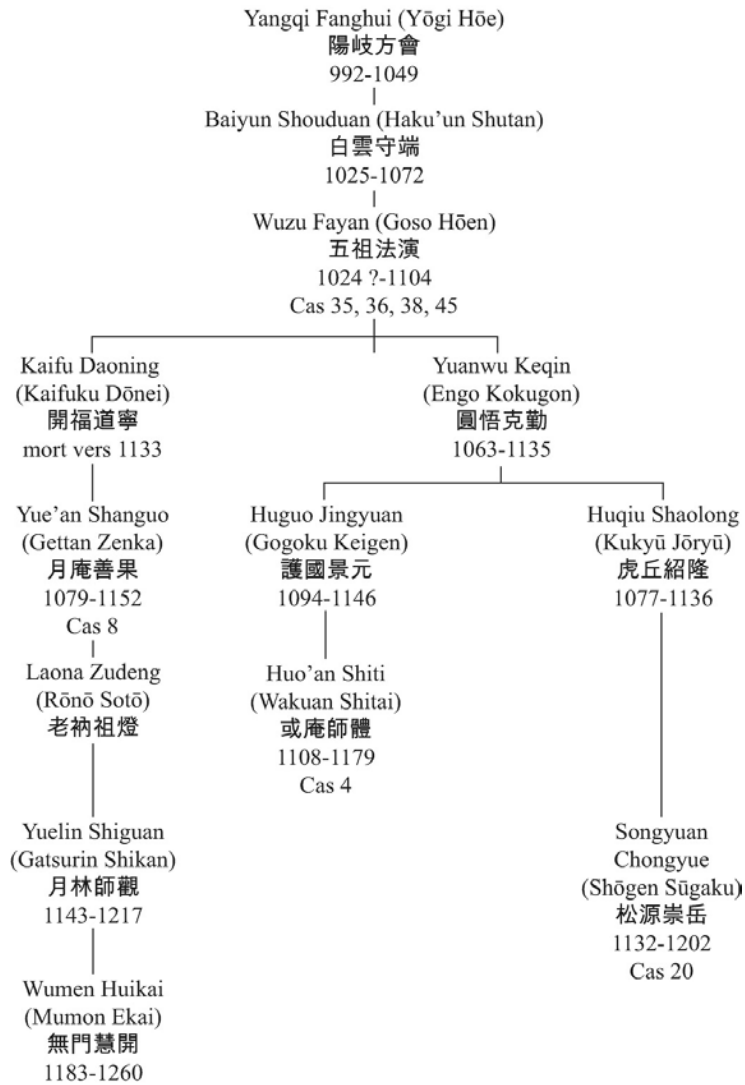 Yangqi Fanghui (Yōgi Hōe)
陽岐方會
992-1049
Baiyun Shouduan (Haku’un Shutan)
白雲守端
1025-1072
Wuzu Fayan (Goso Hōen)
五祖法演
1024 ?-1104
Cas 35, 36, 38, 45
Kaifu Daoning
(Kaifuku Dōnei)
開福道寧
mort vers 1133
Yuanwu Keqin
(Engo Kokugon)
圓悟克勤
1063-1135
Yue’an Shanguo
(Gettan Zenka)
月庵善果
1079-1152
Cas 8
Huguo Jingyuan
(Gogoku Keigen)
護國景元
1094-1146
Huqiu Shaolong
(Kukyū Jōryū)
虎丘紹隆
1077-1136
Laona Zudeng
(Rōnō Sotō)
老衲祖燈
Huo’an Shiti
(Wakuan Shitai)
或庵師體
1108-1179
Cas 4
Yuelin Shiguan
(Gatsurin Shikan)
月林師觀
1143-1217
Songyuan
Chongyue
(Shōgen Sūgaku)
松源崇岳
1132-1202
Cas 20
Wumen Huikai
(Mumon Ekai)
無門慧開
1183-1260